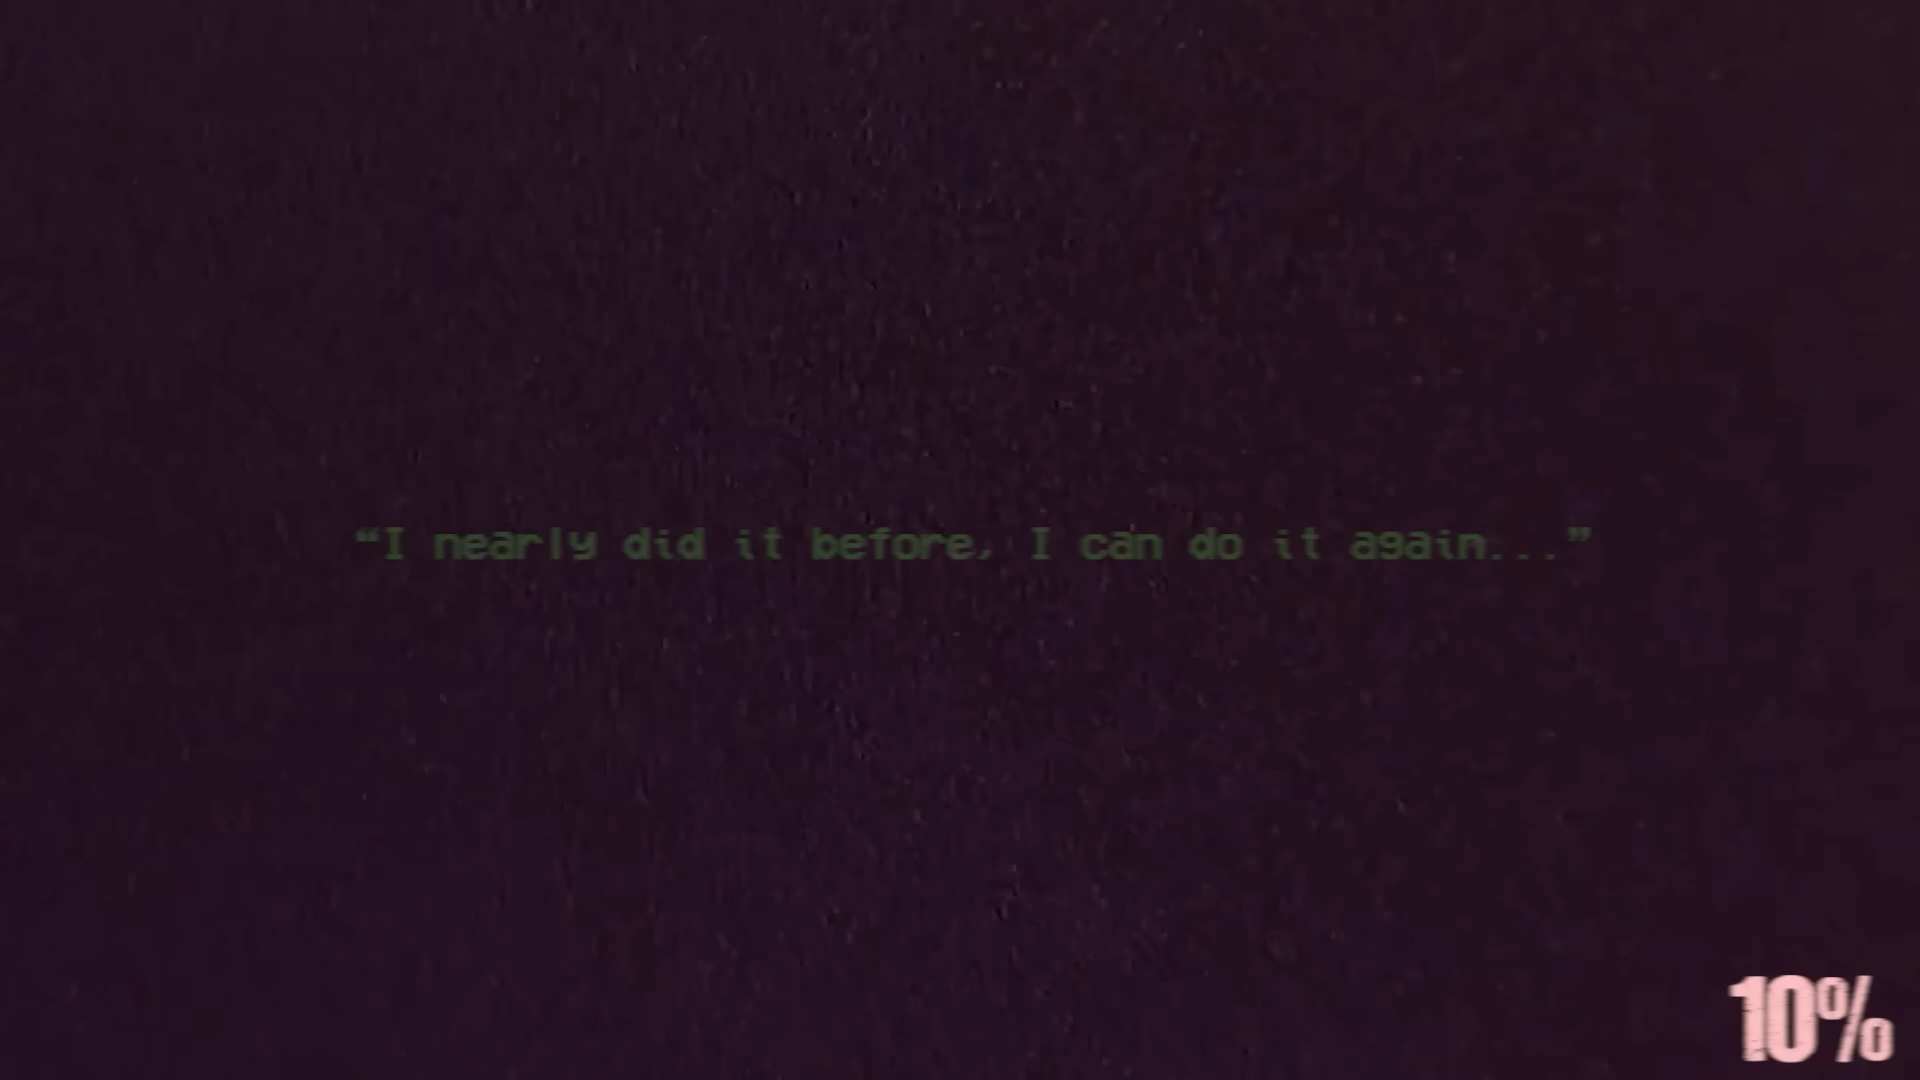 “I nearly did it before, I can do it again...”
10%